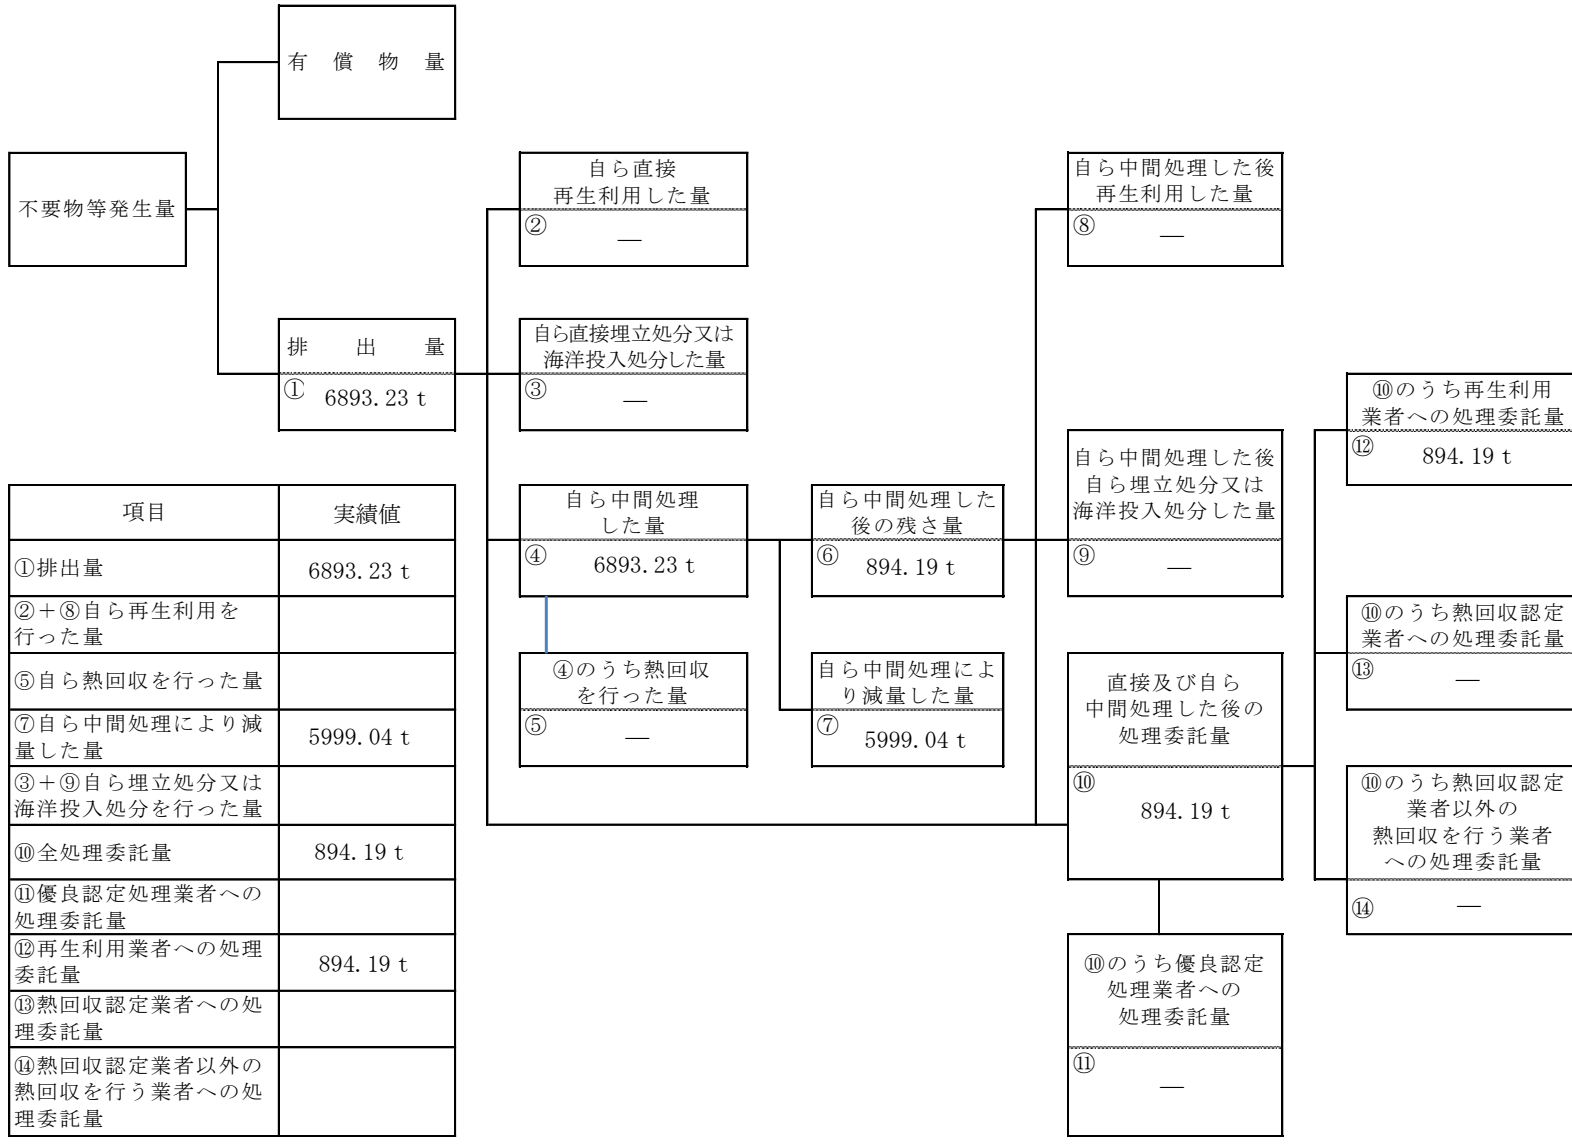 有償物量
不要物等発生量
排出量
① 6893.23 t
自ら直接
再生利用した量
② —
自ら直接埋立処分又は
海洋投入処分した量
③ —
自ら中間処理
した量
④ 6893.23 t
④のうち熱回収
を行った量
⑤ —
自ら中間処理した
後の残さ量
⑥ 894.19 t
自ら中間処理によ
り減量した量
⑦ 5999.04 t
自ら中間処理した後
再生利用した量
⑧ —
自ら中間処理した後
自ら埋立処分又は
海洋投入処分した量
⑨ —
直接及び自ら
中間処理した後の
処理委託量
⑩
894.19 t
⑩のうち優良認定
処理業者への
処理委託量
⑪
—
⑩のうち再生利用
業者への処理委託量
⑫ 894.19 t
⑩のうち熱回収認定
業者への処理委託量
⑬ —
⑩のうち熱回収認定
業者以外の
熱回収を行う業者
への処理委託量
⑭ —
項目 実績値
①排出量 6893.23 t
②＋⑧自ら再生利用を
行った量
⑤自ら熱回収を行った量
⑦自ら中間処理により減
量した量 5999.04 t
③＋⑨自ら埋立処分又は
海洋投入処分を行った量
⑩全処理委託量 894.19 t
⑪優良認定処理業者への
処理委託量
⑫再生利用業者への処理
委託量 894.19 t
⑬熱回収認定業者への処
理委託量
⑭熱回収認定業者以外の
熱回収を行う業者への処
理委託量